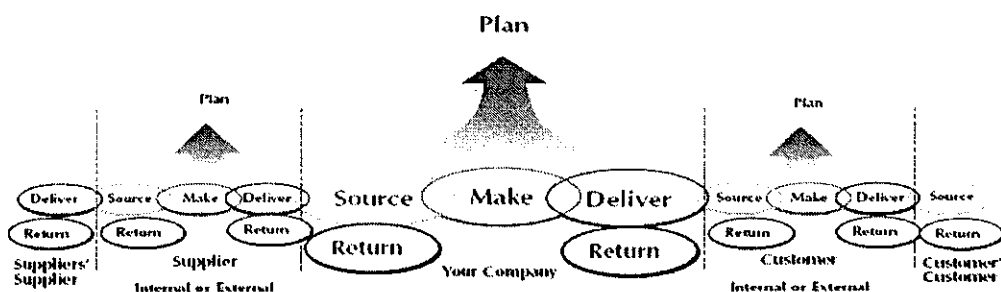 Plan
Plan
Plan
Deliver Source Make Deliver Source Make Deliver Source Make Deliver Source
Return Return Return Return Return Return Return Return
Suppliers' Supplier Customer Customer'
Supplier Your Company Customer
Internal or External Internal or External